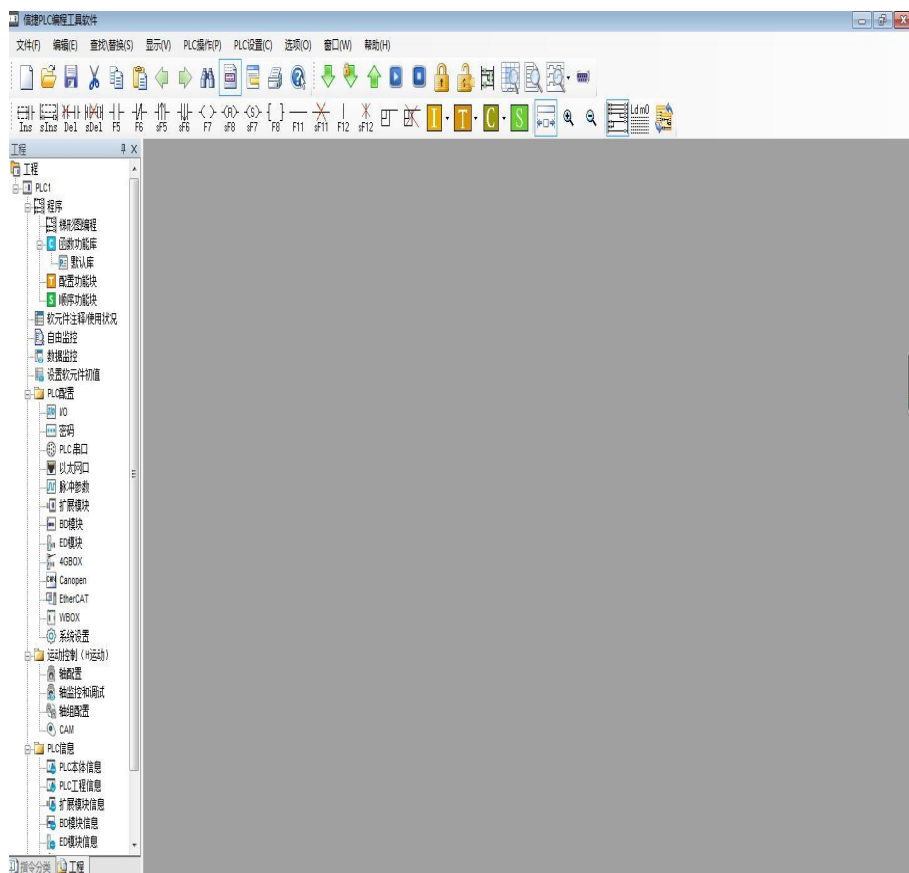 信捷PLC编程工具软件
文件(F) 编辑(E) 查找\替换(S) 显示(V) PLC操作(P) PLC设置(C) 选项(O) 窗口(W) 帮助(H)
Ins sIns Del sDel F5 F6 sF5 sF6 F7 sF8 sF7 F8 F11 sF11 F12 sF12 I T C S Ld m0
工程
工程
PLC1
程序
梯形图编程
函数功能库
默认库
配置功能块
顺序功能块
软元件注释/使用状况
自由监控
数据监控
设置软元件初值
PLC配置
I/O
密码
PLC 串口
以太网口
脉冲参数
扩展模块
BD模块
ED模块
4GBOX
Canopen
EtherCAT
WBOX
系统设置
运动控制（H运动）
轴配置
轴监控和调试
轴组配置
CAM
PLC信息
PLC本体信息
PLC工程信息
扩展模块信息
BD模块信息
ED模块信息
指令分类 工程